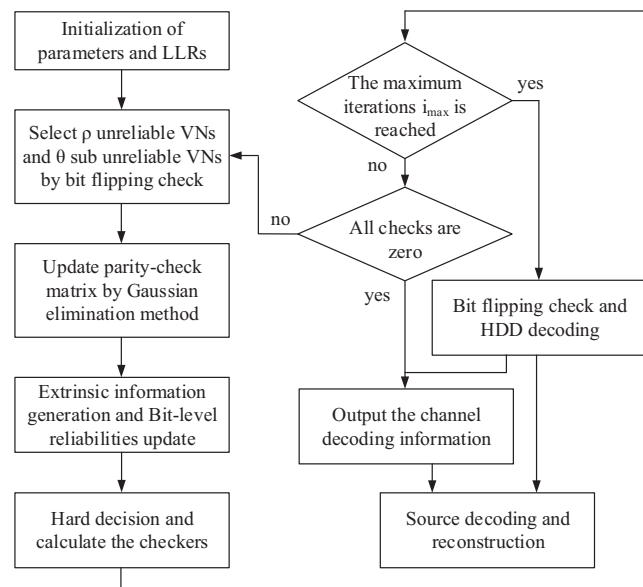 Initialization of
parameters and LLRs
Select ρ unreliable VNs
and θ sub unreliable VNs
by bit flipping check
Update parity-check
matrix by Gaussian
elimination method
Extrinsic information
generation and Bit-level
reliabilities update
Hard decision and
calculate the checkers
The maximum
iterations imax is
reached
yes
no
All checks are
zero
no
yes
Bit flipping check and
HDD decoding
Output the channel
decoding information
Source decoding and
reconstruction